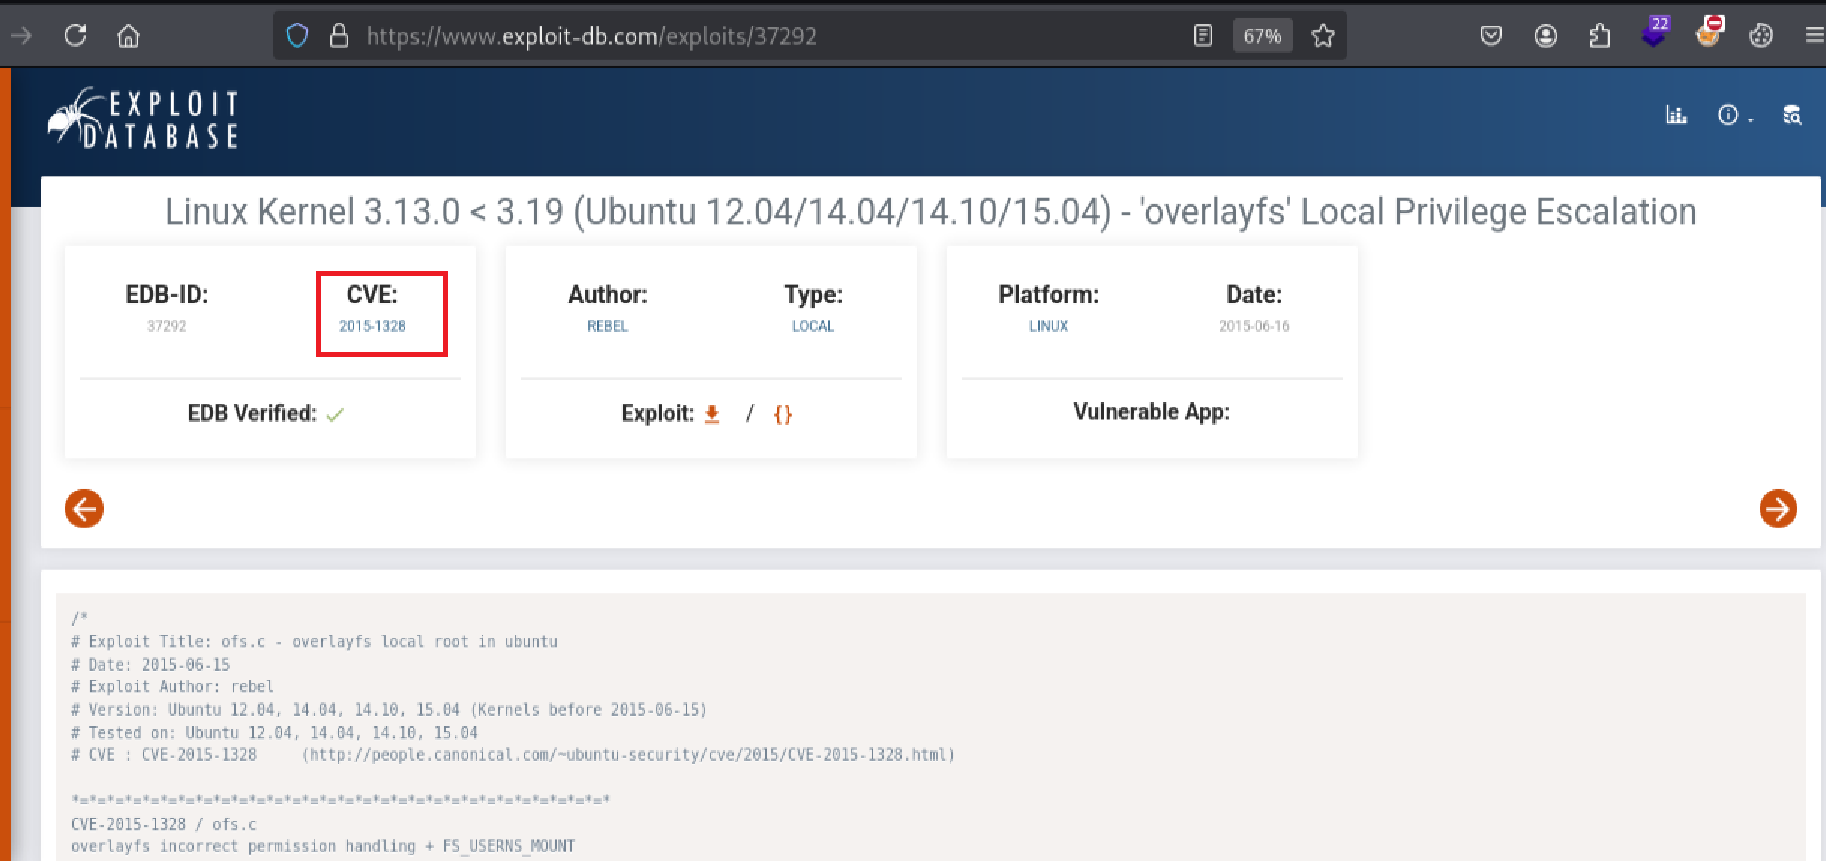 https://www.exploit-db.com/exploits/37292
67%
22
EXPLOIT
DATABASE
Linux Kernel 3.13.0 < 3.19 (Ubuntu 12.04/14.04/14.10/15.04) - 'overlayfs' Local Privilege Escalation
EDB-ID:
37292
CVE:
2015-1328
EDB Verified:
Author:
REBEL
Type:
LOCAL
Exploit: / {}
Platform:
LINUX
Date:
2015-06-16
Vulnerable App:
/*
# Exploit Title: ofs.c - overlayfs local root in ubuntu
# Date: 2015-06-15
# Exploit Author: rebel
# Version: Ubuntu 12.04, 14.04, 14.10, 15.04 (Kernels before 2015-06-15)
# Tested on: Ubuntu 12.04, 14.04, 14.10, 15.04
# CVE : CVE-2015-1328     (http://people.canonical.com/~ubuntu-security/cve/2015/CVE-2015-1328.html)
*=*=*=*=*=*=*=*=*=*=*=*=*=*=*=*=*=*=*=*=*=*=*=*=*=*=*=*=*=*=*
CVE-2015-1328 / ofs.c
overlayfs incorrect permission handling + FS_USERNS_MOUNT